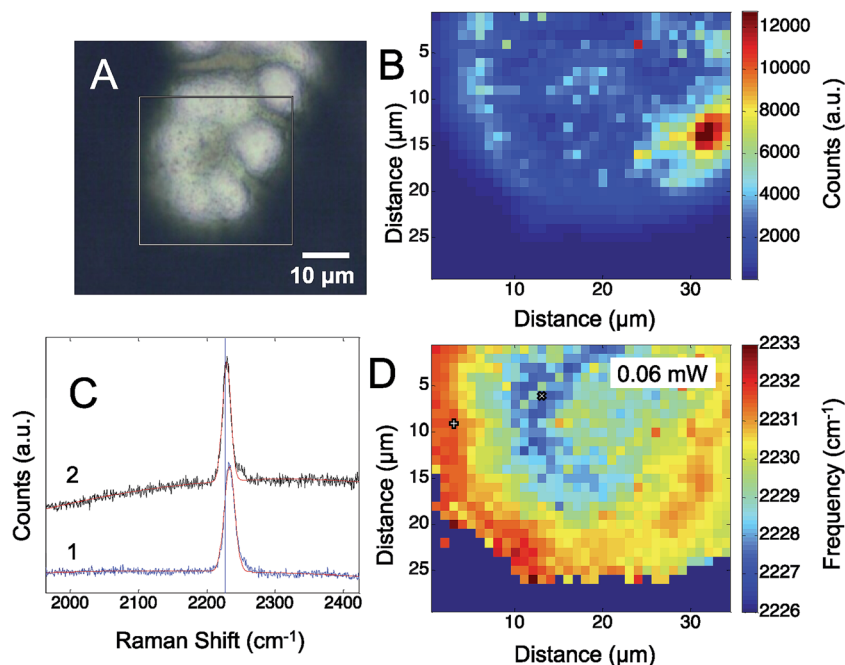 A
10 µm
B
5
10
15
20
25
Distance (µm)
10
20
30
Distance (µm)
12000
10000
8000
6000
4000
2000
Counts (a.u.)
C
2
1
Counts (a.u.)
2000
2100
2200
2300
2400
Raman Shift (cm-1)
D
0.06 mW
5
10
15
20
25
Distance (µm)
10
20
30
Distance (µm)
2233
2232
2231
2230
2229
2228
2227
2226
Frequency (cm-1)